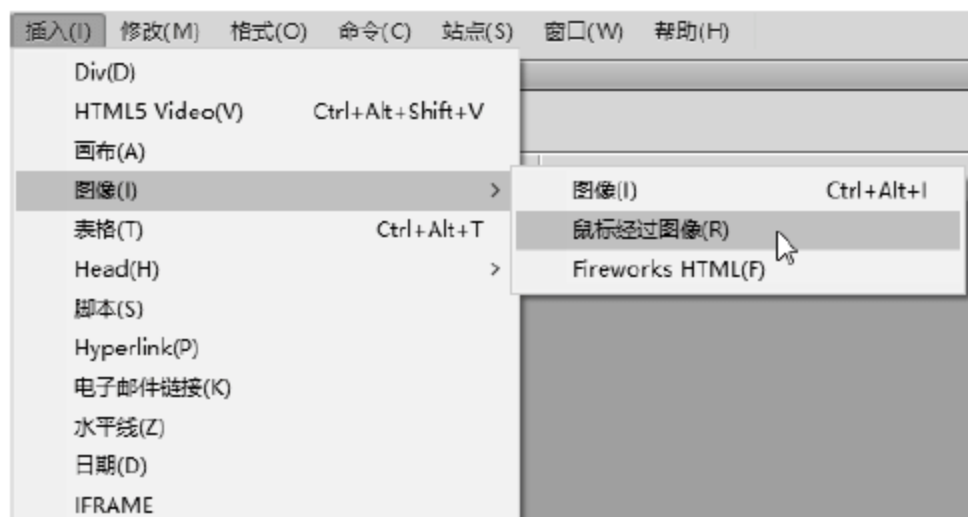 插入(I) 修改(M) 格式(O) 命令(C) 站点(S) 窗口(W) 帮助(H)
Div(D)
HTML5 Video(V) Ctrl+Alt+Shift+V
画布(A)
图像(I) >
表格(T) Ctrl+Alt+T
Head(H) >
脚本(S)
Hyperlink(P)
电子邮件链接(K)
水平线(Z)
日期(D)
IFRAME
图像(I) Ctrl+Alt+I
鼠标经过图像(R)
Fireworks HTML(F)